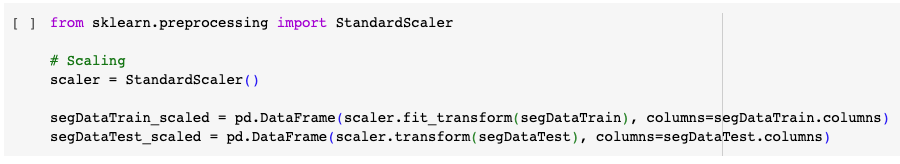 [ ] from sklearn.preprocessing import StandardScaler
# Scaling
scaler = StandardScaler()
segDataTrain_scaled = pd.DataFrame(scaler.fit_transform(segDataTrain), columns=segDataTrain.columns)
segDataTest_scaled = pd.DataFrame(scaler.transform(segDataTest), columns=segDataTest.columns)